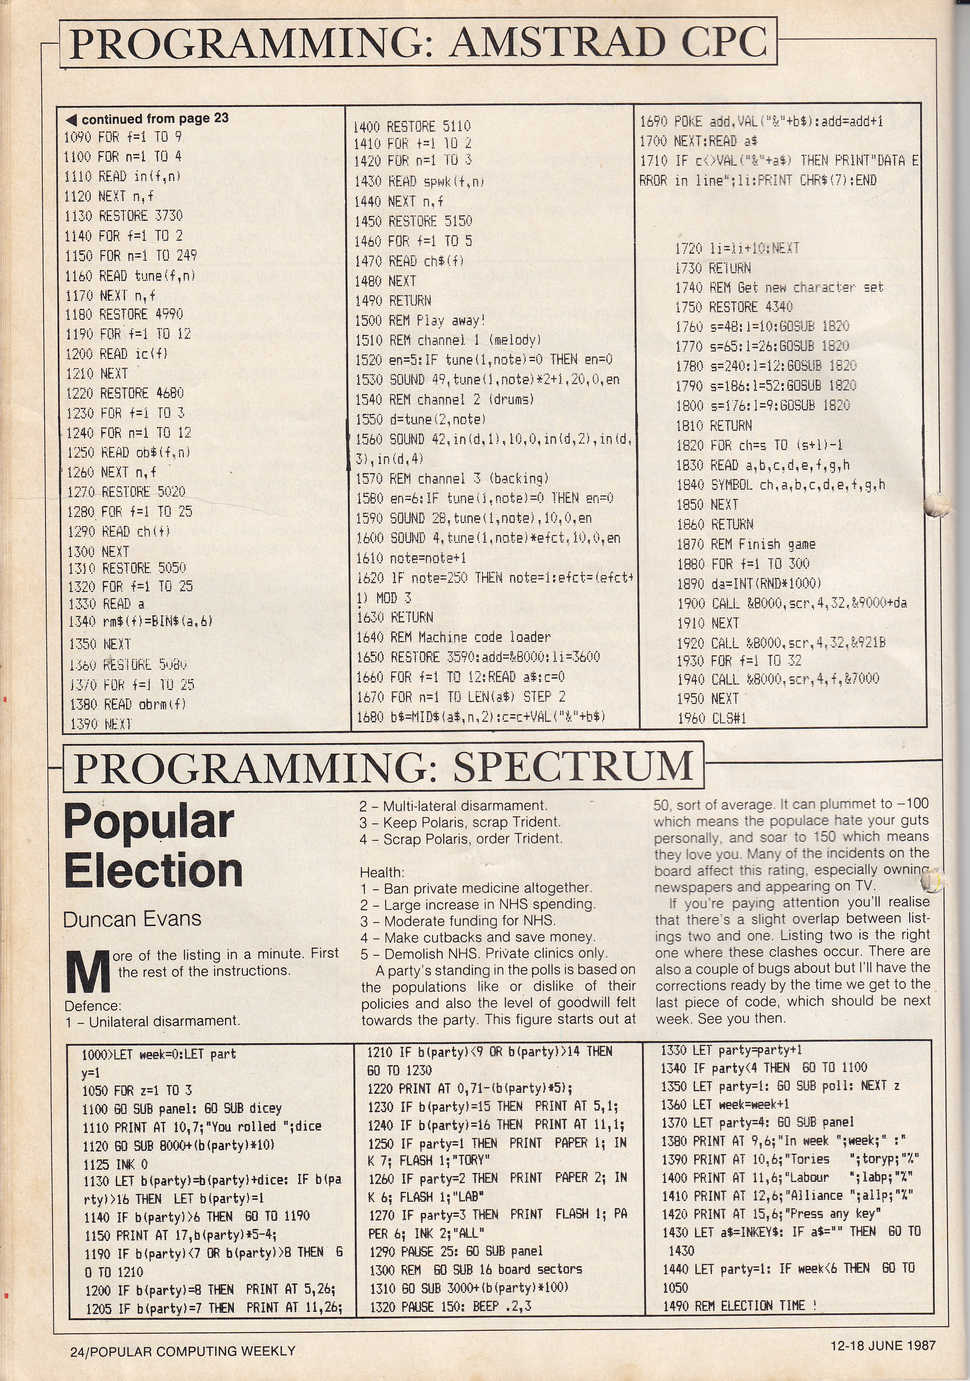 PROGRAMMING: AMSTRAD CPC
◀ continued from page 23
1090 FOR f=1 TO 9
1100 FOR n=1 TO 4
1110 READ in(f,n)
1120 NEXT n,f
1130 RESTORE 3730
1140 FOR f=1 TO 2
1150 FOR n=1 TO 249
1160 READ tune(f,n)
1170 NEXT n,f
1180 RESTORE 4990
1190 FOR f=1 TO 12
1200 READ ic(f)
1210 NEXT
1220 RESTORE 4680
1230 FOR f=1 TO 3
1240 FOR n=1 TO 12
1250 READ ob$(f,n)
1260 NEXT n,f
1270 RESTORE 5020
1280 FOR f=1 TO 25
1290 READ ch(f)
1300 NEXT
1310 RESTORE 5050
1320 FOR f=1 TO 25
1330 READ a
1340 rm$(f)=BIN$(a,6)
1350 NEXT
1360 RESTORE 5080
1370 FOR f=1 TO 25
1380 READ obrm(f)
1390 NEXT
1400 RESTORE 5110
1410 FOR f=1 TO 2
1420 FOR n=1 TO 3
1430 READ spwk(f,n)
1440 NEXT n,f
1450 RESTORE 5150
1460 FOR f=1 TO 5
1470 READ ch$(f)
1480 NEXT
1490 RETURN
1500 REM Play away!
1510 REM channel 1 (melody)
1520 en=5:IF tune(1,note)=0 THEN en=0
1530 SOUND 49,tune(1,note)*2+1,20,0,en
1540 REM channel 2 (drums)
1550 d=tune(2,note)
1560 SOUND 42,in(d,1),10,0,in(d,2),in(d,
3),in(d,4)
1570 REM channel 3 (backing)
1580 en=6:IF tune(1,note)=0 THEN en=0
1590 SOUND 28,tune(1,note),10,0,en
1600 SOUND 4,tune(1,note)*efct,10,0,en
1610 note=note+1
1620 IF note=250 THEN note=1:efct=(efct+
1) MOD 3
1630 RETURN
1640 REM Machine code loader
1650 RESTORE 3590:add=&8000:li=3600
1660 FOR f=1 TO 12:READ a$:c=0
1670 FOR n=1 TO LEN(a$) STEP 2
1680 b$=MID$(a$,n,2):c=c+VAL("&"+b$)
1690 POKE add,VAL("&"+b$):add=add+1
1700 NEXT:READ a$
1710 IF c<>VAL("&"+a$) THEN PRINT"DATA E
RROR in line";li:PRINT CHR$(7):END
1720 li=li+10:NEXT
1730 RETURN
1740 REM Get new character set
1750 RESTORE 4340
1760 s=48:l=10:GOSUB 1820
1770 s=65:l=26:GOSUB 1820
1780 s=240:l=12:GOSUB 1820
1790 s=186:l=52:GOSUB 1820
1800 s=176:l=9:GOSUB 1820
1810 RETURN
1820 FOR ch=s TO (s+l)-1
1830 READ a,b,c,d,e,f,g,h
1840 SYMBOL ch,a,b,c,d,e,f,g,h
1850 NEXT
1860 RETURN
1870 REM Finish game
1880 FOR f=1 TO 300
1890 da=INT(RND*1000)
1900 CALL &8000,scr,4,32,&9000+da
1910 NEXT
1920 CALL &8000,scr,4,32,&921B
1930 FOR f=1 TO 32
1940 CALL &8000,scr,4,f,&7000
1950 NEXT
1960 CLS#1
PROGRAMMING: SPECTRUM
Popular
Election
Duncan Evans
More of the listing in a minute. First
the rest of the instructions.
Defence:
1 – Unilateral disarmament.
2 – Multi-lateral disarmament.
3 – Keep Polaris, scrap Trident.
4 – Scrap Polaris, order Trident.
Health:
1 – Ban private medicine altogether.
2 – Large increase in NHS spending.
3 – Moderate funding for NHS.
4 – Make cutbacks and save money.
5 – Demolish NHS. Private clinics only.
A party's standing in the polls is based on
the populations like or dislike of their
policies and also the level of goodwill felt
towards the party. This figure starts out at
50, sort of average. It can plummet to –100
which means the populace hate your guts
personally, and soar to 150 which means
they love you. Many of the incidents on the
board affect this rating, especially owning
newspapers and appearing on TV.
If you're paying attention you'll realise
that there's a slight overlap between list-
ings two and one. Listing two is the right
one where these clashes occur. There are
also a couple of bugs about but I'll have the
corrections ready by the time we get to the
last piece of code, which should be next
week. See you then.
1000>LET week=0:LET part
y=1
1050 FOR z=1 TO 3
1100 GO SUB panel: GO SUB dicey
1110 PRINT AT 10,7;"You rolled ";dice
1120 GO SUB 8000+(b(party)*10)
1125 INK 0
1130 LET b(party)=b(party)+dice: IF b(pa
rty)>16 THEN  LET b(party)=1
1140 IF b(party)>6 THEN  GO TO 1190
1150 PRINT AT 17,b(party)*5-4;
1190 IF b(party)<7 OR b(party)>8 THEN  G
O TO 1210
1200 IF b(party)=8 THEN  PRINT AT 5,26;
1205 IF b(party)=7 THEN  PRINT AT 11,26;
1210 IF b(party)<9 OR b(party)>14 THEN
GO TO 1230
1220 PRINT AT 0,71-(b(party)*5);
1230 IF b(party)=15 THEN  PRINT AT 5,1;
1240 IF b(party)=16 THEN  PRINT AT 11,1;
1250 IF party=1 THEN  PRINT  PAPER 1; IN
K 7; FLASH 1;"TORY"
1260 IF party=2 THEN  PRINT  PAPER 2; IN
K 6; FLASH 1;"LAB"
1270 IF party=3 THEN  PRINT  FLASH 1; PA
PER 6; INK 2;"ALL"
1290 PAUSE 25: GO SUB panel
1300 REM  GO SUB 16 board sectors
1310 GO SUB 3000+(b(party)*100)
1320 PAUSE 150: BEEP .2,3
1330 LET party=party+1
1340 IF party<4 THEN  GO TO 1100
1350 LET party=1: GO SUB poll: NEXT z
1360 LET week=week+1
1370 LET party=4: GO SUB panel
1380 PRINT AT 9,6;"In week ";week;" :"
1390 PRINT AT 10,6;"Tories   ";toryp;"%"
1400 PRINT AT 11,6;"Labour   ";labp;"%"
1410 PRINT AT 12,6;"Alliance ";allp;"%"
1420 PRINT AT 15,6;"Press any key"
1430 LET a$=INKEY$: IF a$="" THEN  GO TO
1430
1440 LET party=1: IF week<6 THEN  GO TO
1050
1490 REM ELECTION TIME !
24/POPULAR COMPUTING WEEKLY
12-18 JUNE 1987